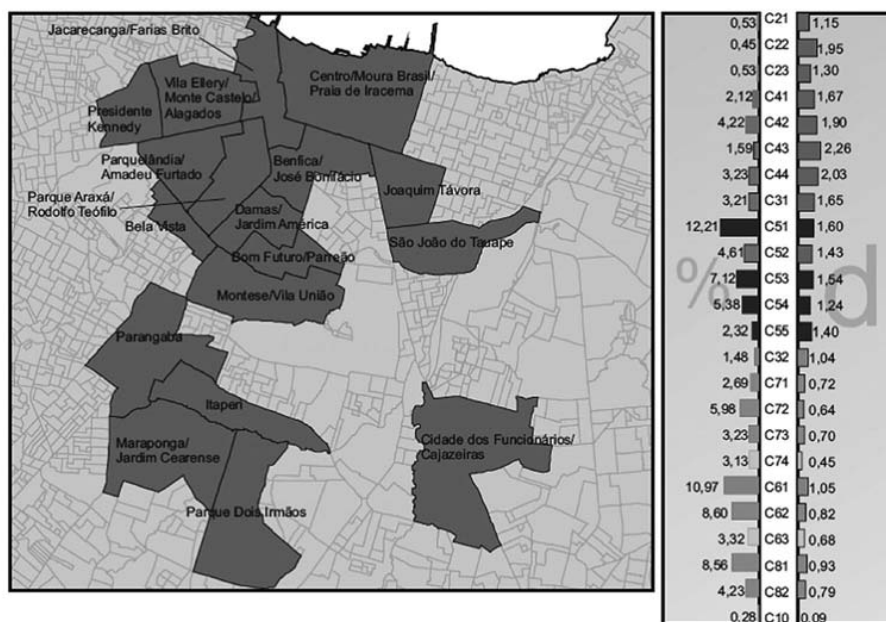 Jacarecanga/Farias Brito
Vila Ellery/
Monte Castelo/
Alagados
Centro/Moura Brasil/
Praia de Iracema
Presidente
Kennedy
Parquelândia/
Amadeu Furtado
Benfica/
José Bonifácio
Joaquim Távora
Parque Araxá/
Rodolfo Teófilo
Damas/
Jardim América
Bela Vista
São João do Tauape
Bom Futuro/Parreão
Montese/Vila União
Parangaba
Itaperi
Maraponga/
Jardim Cearense
Cidade dos Funcionários/
Cajazeiras
Parque Dois Irmãos
% d
0,53 C21 1,15
0,45 C22 1,95
0,53 C23 1,30
2,12 C41 1,67
4,22 C42 1,90
1,59 C43 2,26
3,23 C44 2,03
3,21 C31 1,65
12,21 C51 1,60
4,61 C52 1,43
7,12 C53 1,54
5,38 C54 1,24
2,32 C55 1,40
1,48 C32 1,04
2,69 C71 0,72
5,98 C72 0,64
3,23 C73 0,70
3,13 C74 0,45
10,97 C61 1,05
8,60 C62 0,82
3,32 C63 0,68
8,56 C81 0,93
4,23 C82 0,79
0,28 C10 0,09